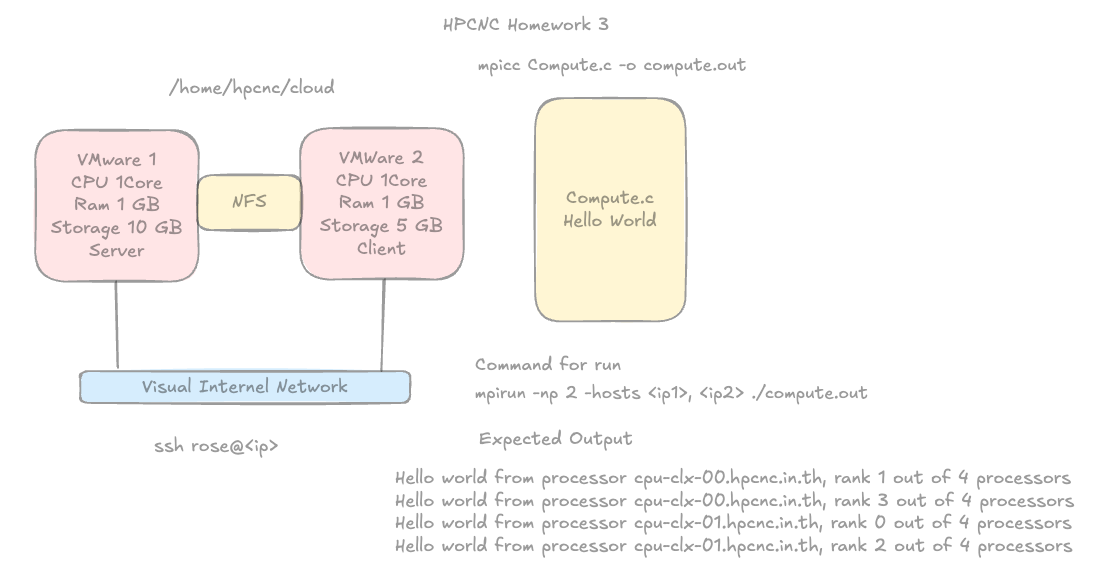 HPCNC Homework 3
mpicc Compute.c -o compute.out
/home/hpcnc/cloud
VMware 1
CPU 1Core
Ram 1 GB
Storage 10 GB
Server
NFS
VMWare 2
CPU 1Core
Ram 1 GB
Storage 5 GB
Client
Compute.c
Hello World
Visual Internet Network
ssh rose@<ip>
Command for run
mpirun -np 2 -hosts <ip1>, <ip2> ./compute.out
Expected Output
Hello world from processor cpu-clx-00.hpcnc.in.th, rank 1 out of 4 processors
Hello world from processor cpu-clx-00.hpcnc.in.th, rank 3 out of 4 processors
Hello world from processor cpu-clx-01.hpcnc.in.th, rank 0 out of 4 processors
Hello world from processor cpu-clx-01.hpcnc.in.th, rank 2 out of 4 processors